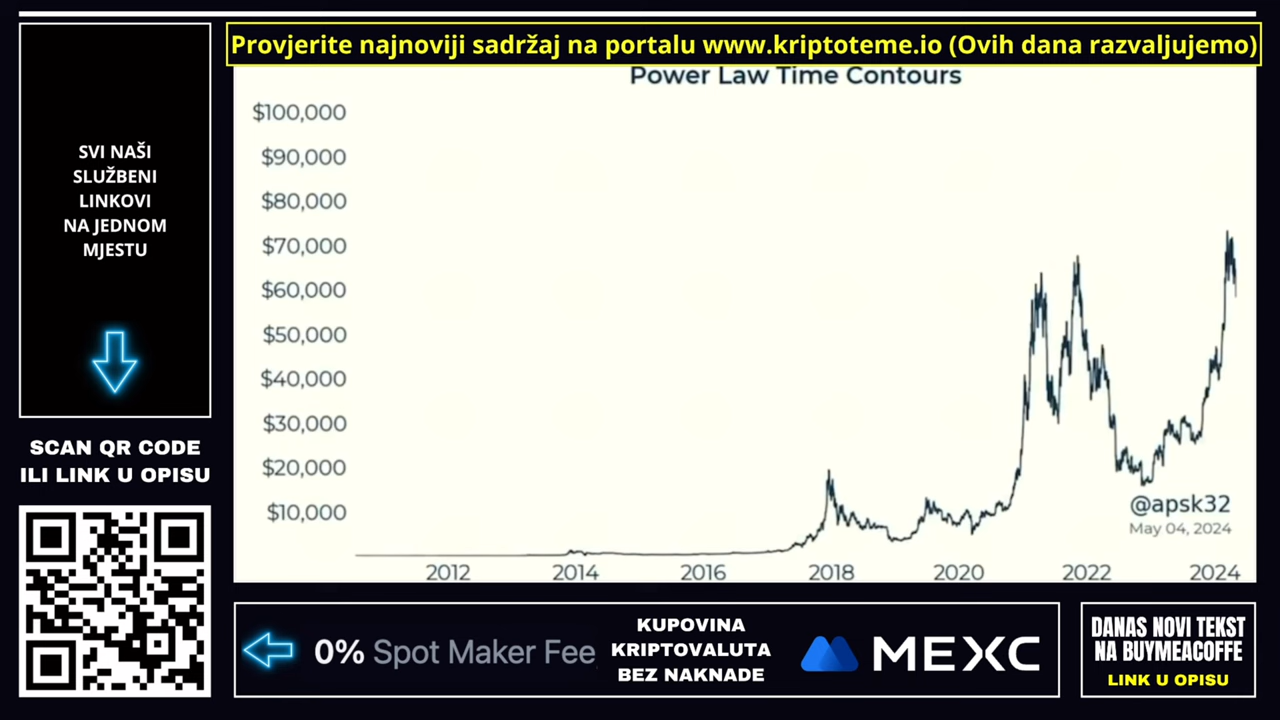 Provjerite najnoviji sadržaj na portalu www.kriptoteme.io (Ovih dana razvaljujemo)
SVI NAŠI
SLUŽBENI
LINKOVI
NA JEDNOM
MJESTU
SCAN QR CODE
ILI LINK U OPISU
Power Law Time Contours
$100,000
$90,000
$80,000
$70,000
$60,000
$50,000
$40,000
$30,000
$20,000
$10,000
@apsk32
May 04, 2024
2012 2014 2016 2018 2020 2022 2024
0% Spot Maker Fee
KUPOVINA
KRIPTOVALUTA
BEZ NAKNADE
MEXC
DANAS NOVI TEKST
NA BUYMEACOFFE
LINK U OPISU